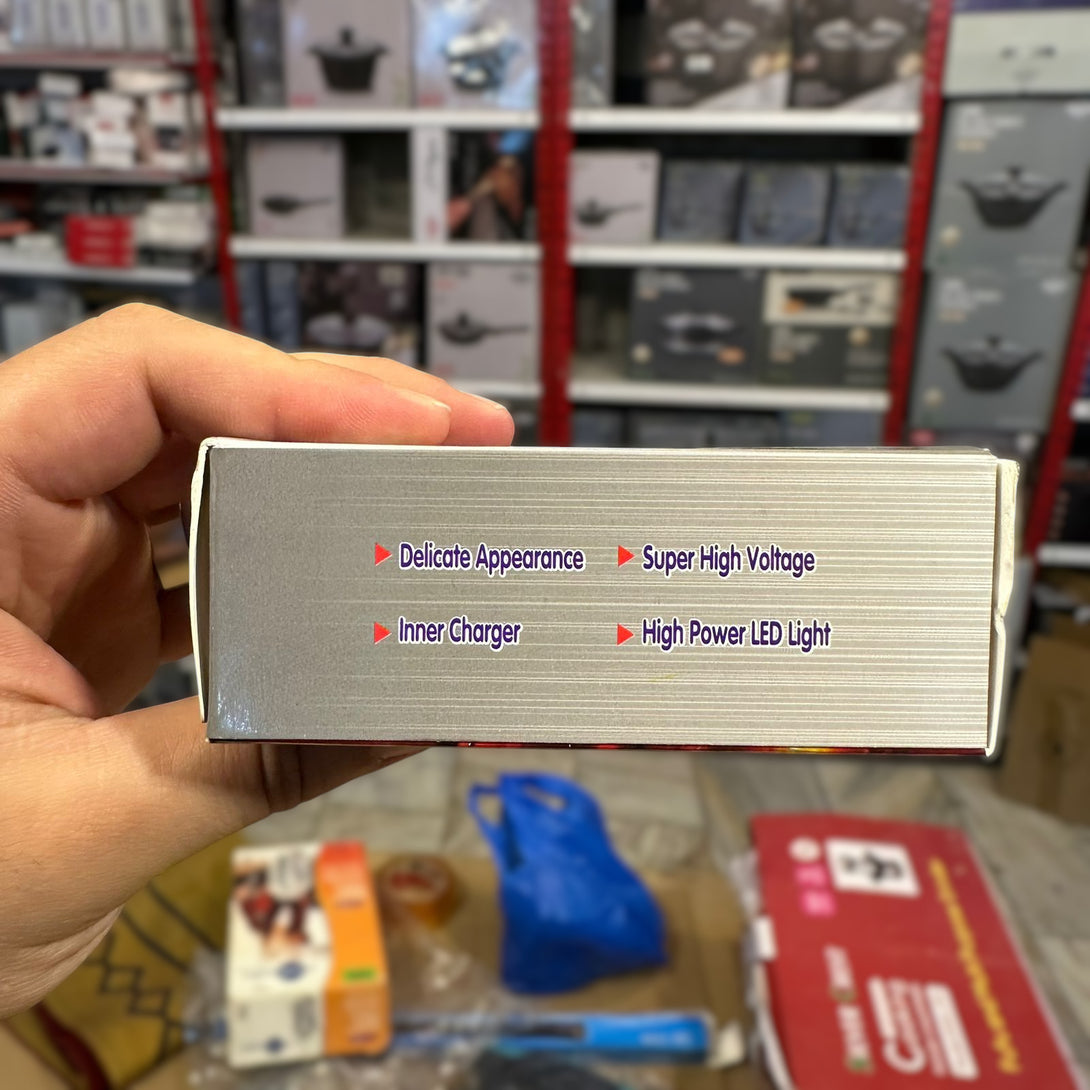 Delicate Appearance
Super High Voltage
Inner Charger
High Power LED Light